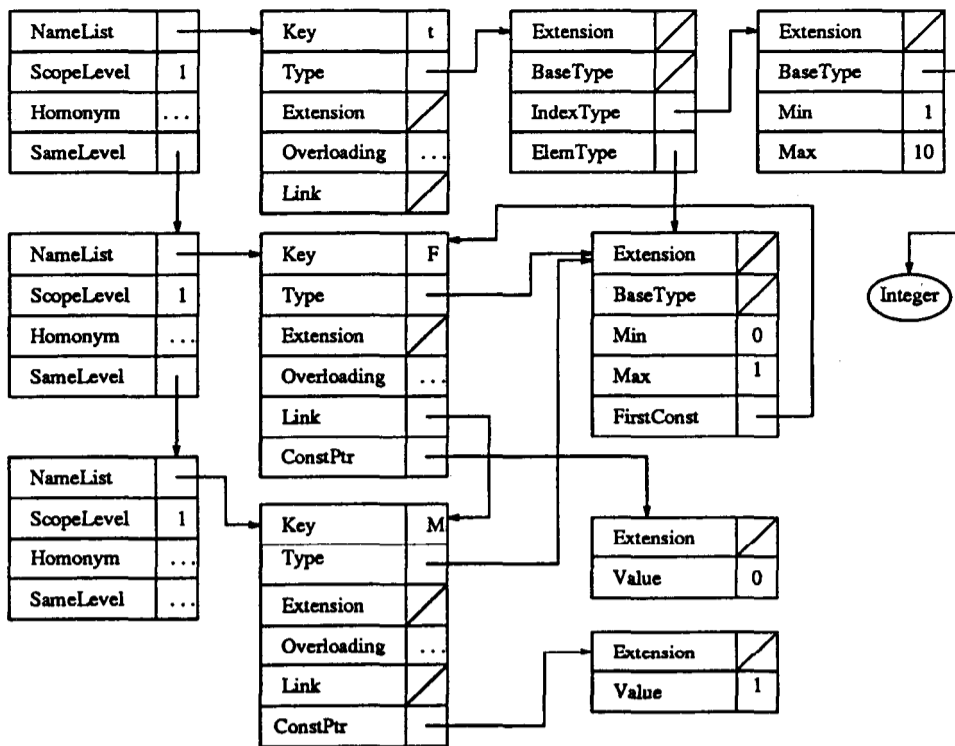 NameList
ScopeLevel 1
Homonym ...
SameLevel
Key t
Type
Extension
Overloading ...
Link
Extension
BaseType
IndexType
ElemType
Extension
BaseType
Min 1
Max 10
NameList
ScopeLevel 1
Homonym ...
SameLevel
Key F
Type
Extension
Overloading ...
Link
ConstPtr
Extension
BaseType
Min 0
Max 1
FirstConst
Integer
NameList
ScopeLevel 1
Homonym ...
SameLevel ...
Key M
Type
Extension
Overloading ...
Link
ConstPtr
Extension
Value 0
Extension
Value 1